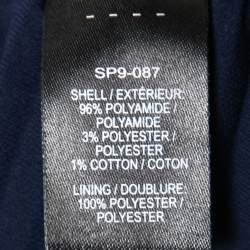 - - - -
SP9-087
SHELL / EXTÉRIEUR:
96% POLYAMIDE /
POLYAMIDE
3% POLYESTER /
POLYESTER
1% COTTON / COTON
LINING / DOUBLURE:
100% POLYESTER /
POLYESTER